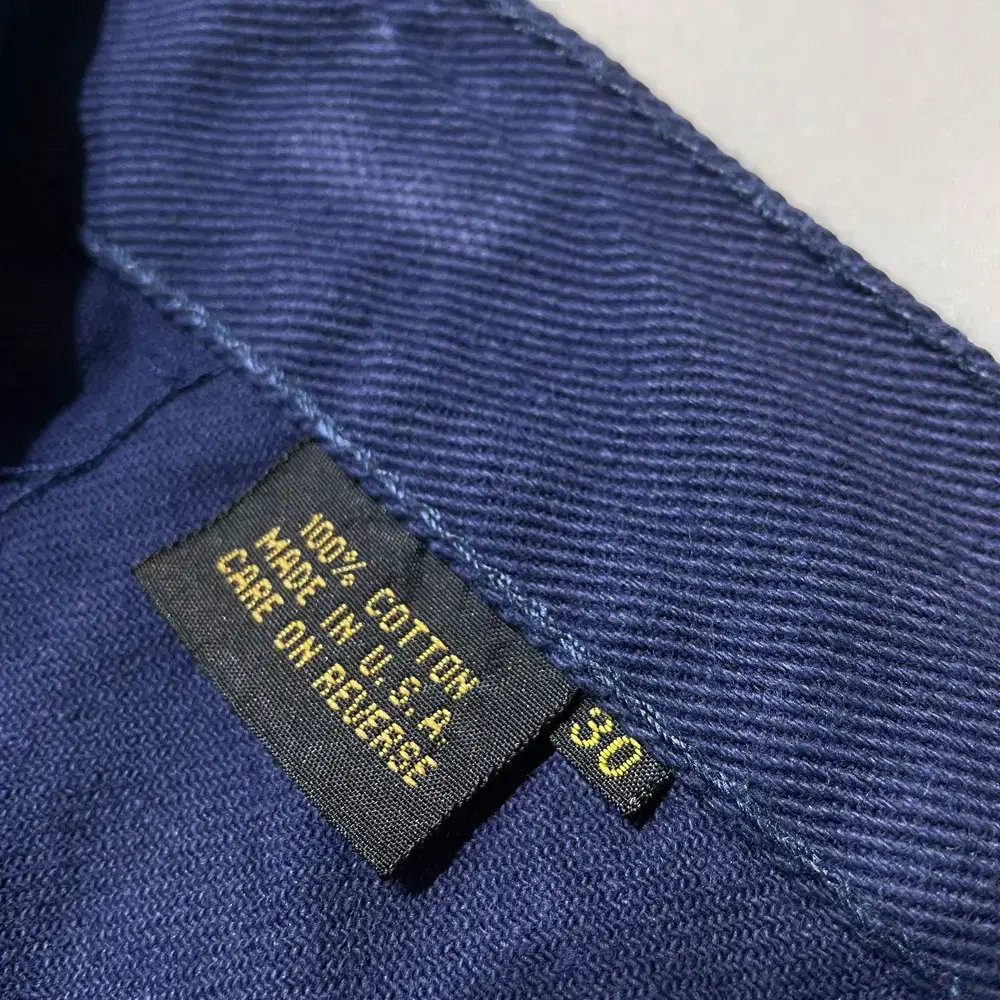 100% COTTON
MADE IN U.S.A.
CARE ON REVERSE
30